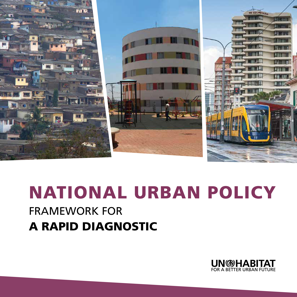 NATIONAL URBAN POLICY
FRAMEWORK FOR
A RAPID DIAGNOSTIC
UN HABITAT
FOR A BETTER URBAN FUTURE